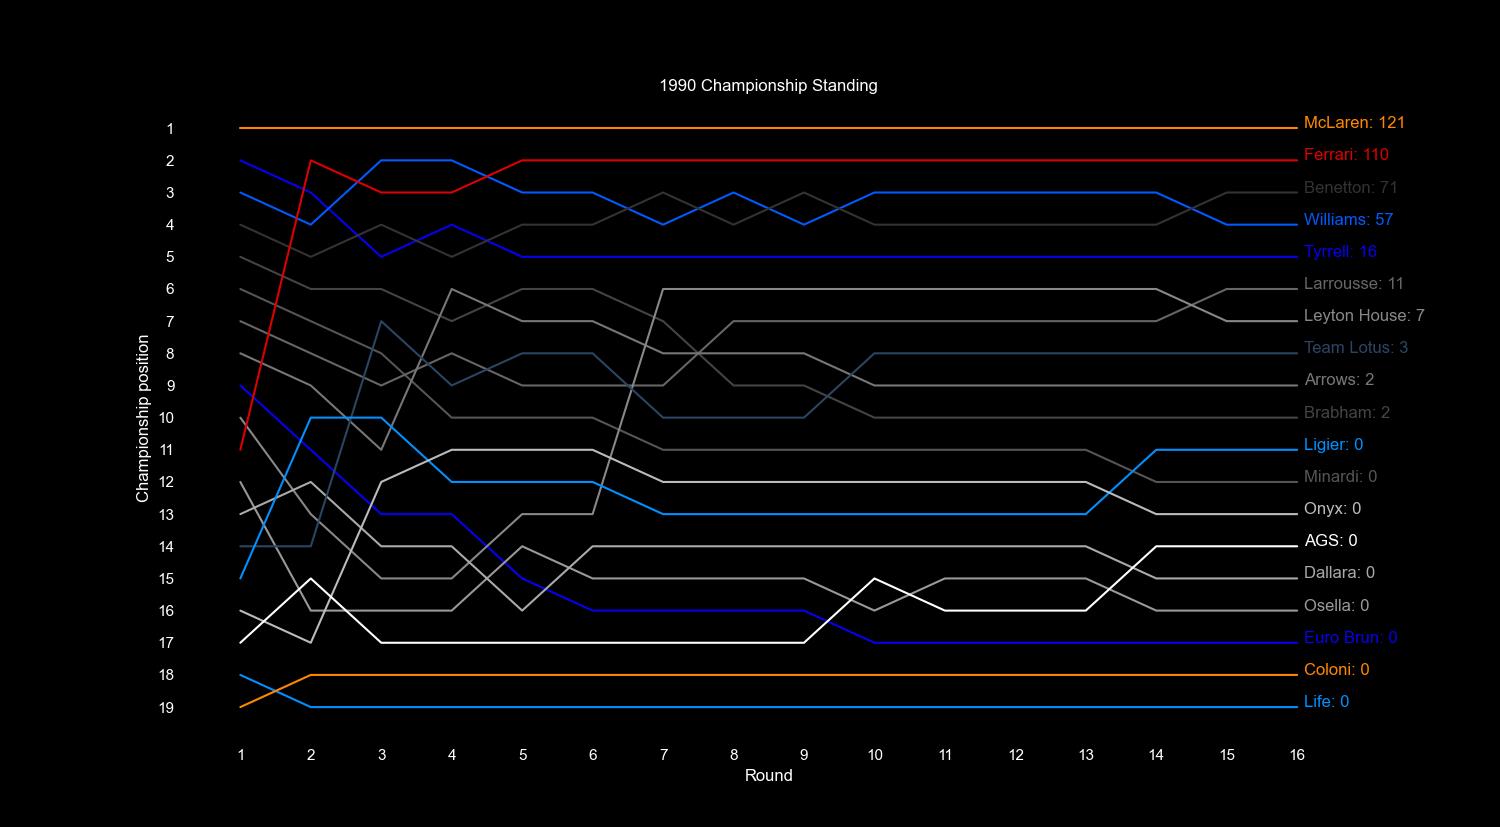 1990 Championship Standing
Championship position
1
2
3
4
5
6
7
8
9
10
11
12
13
14
15
16
17
18
19
McLaren: 121
Ferrari: 110
Benetton: 71
Williams: 57
Tyrrell: 16
Larrousse: 11
Leyton House: 7
Team Lotus: 3
Arrows: 2
Brabham: 2
Ligier: 0
Minardi: 0
Onyx: 0
AGS: 0
Dallara: 0
Osella: 0
Euro Brun: 0
Coloni: 0
Life: 0
1 2 3 4 5 6 7 8 9 10 11 12 13 14 15 16
Round